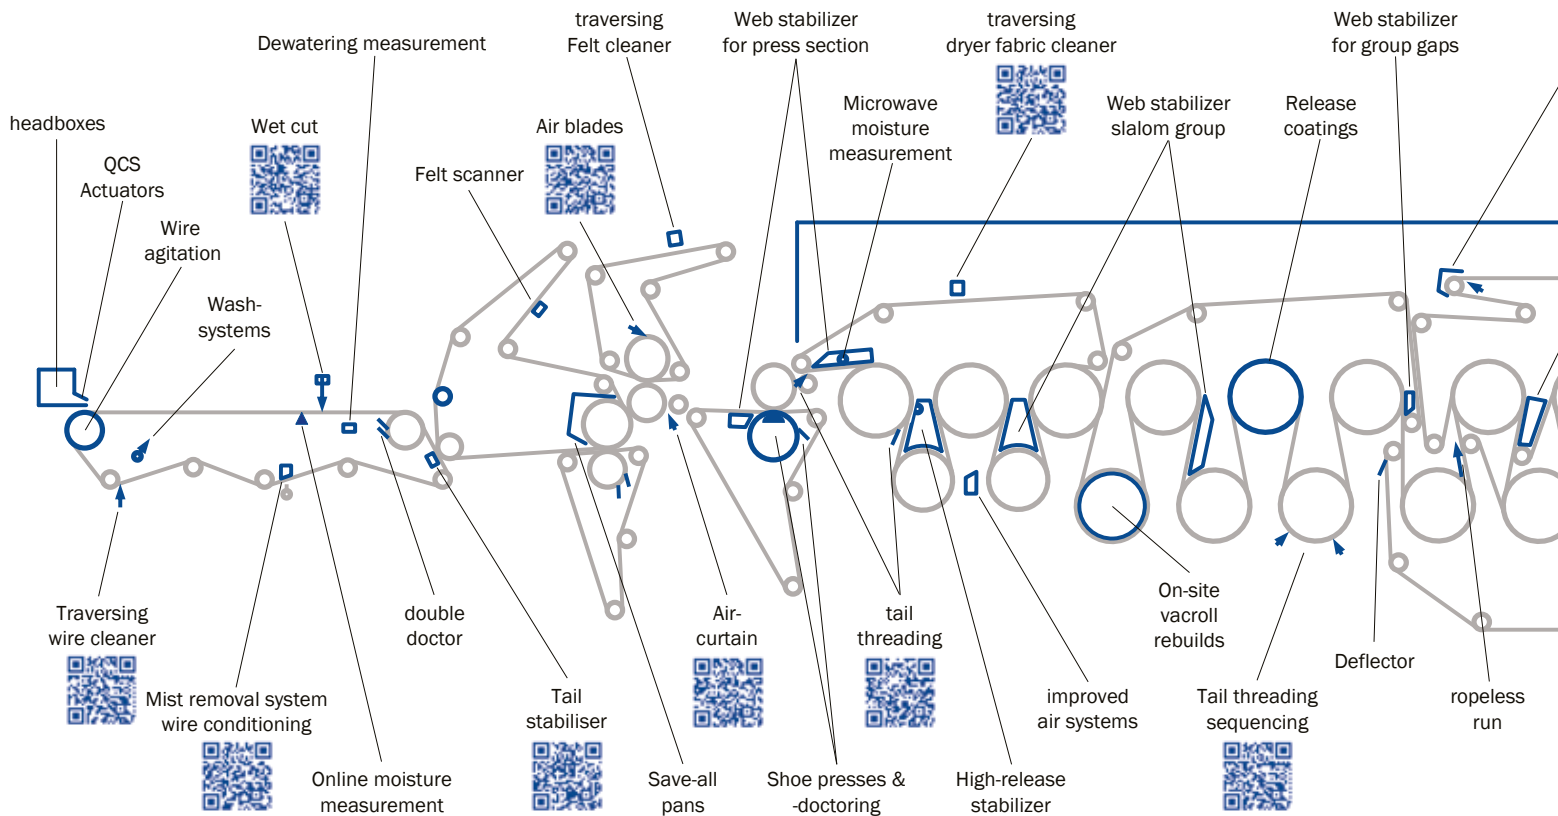 traversing
Felt cleaner
Web stabilizer
for press section
traversing
dryer fabric cleaner
Web stabilizer
for group gaps
Dewatering measurement
headboxes
Wet cut
Air blades
Microwave
moisture
measurement
Web stabilizer
slalom group
Release
coatings
QCS
Actuators
Felt scanner
Wire
agitation
Wash-
systems
Traversing
wire cleaner
double
doctor
Air-
curtain
tail
threading
On-site
vacroll
rebuilds
Deflector
Mist removal system
wire conditioning
Tail
stabiliser
improved
air systems
Tail threading
sequencing
ropeless
run
Online moisture
measurement
Save-all
pans
Shoe presses &
-doctoring
High-release
stabilizer